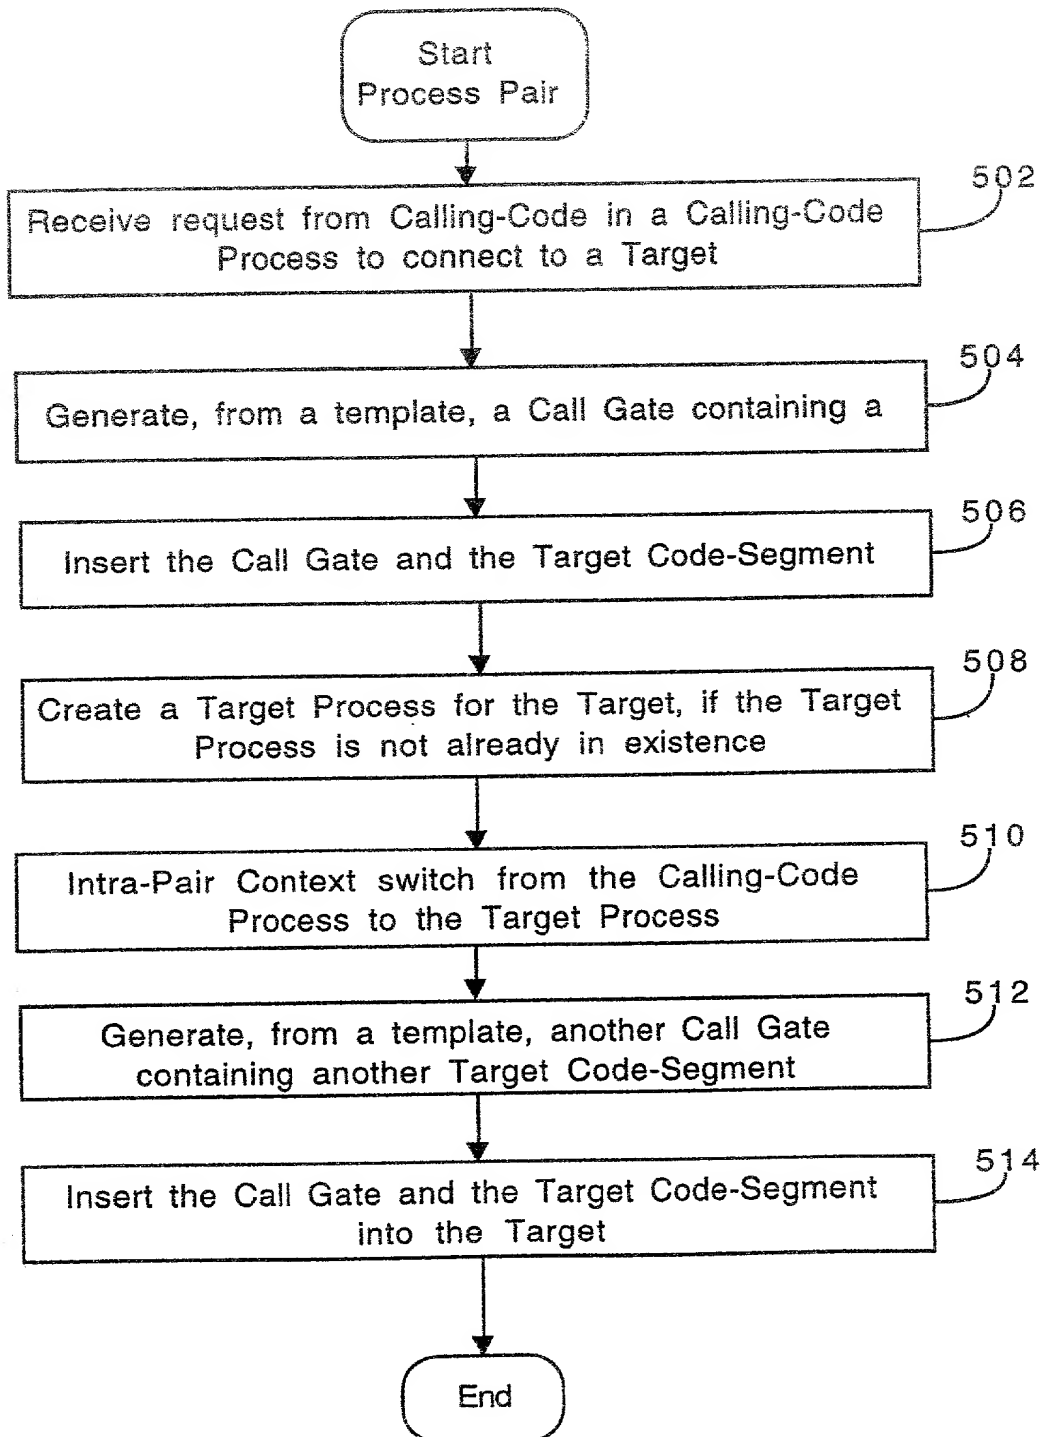 Start
Process Pair
502
Receive request from Calling-Code in a Calling-Code
Process to connect to a Target
504
Generate, from a template, a Call Gate containing a
506
Insert the Call Gate and the Target Code-Segment
508
Create a Target Process for the Target, if the Target
Process is not already in existence
510
Intra-Pair Context switch from the Calling-Code
Process to the Target Process
512
Generate, from a template, another Call Gate
containing another Target Code-Segment
514
Insert the Call Gate and the Target Code-Segment
into the Target
End